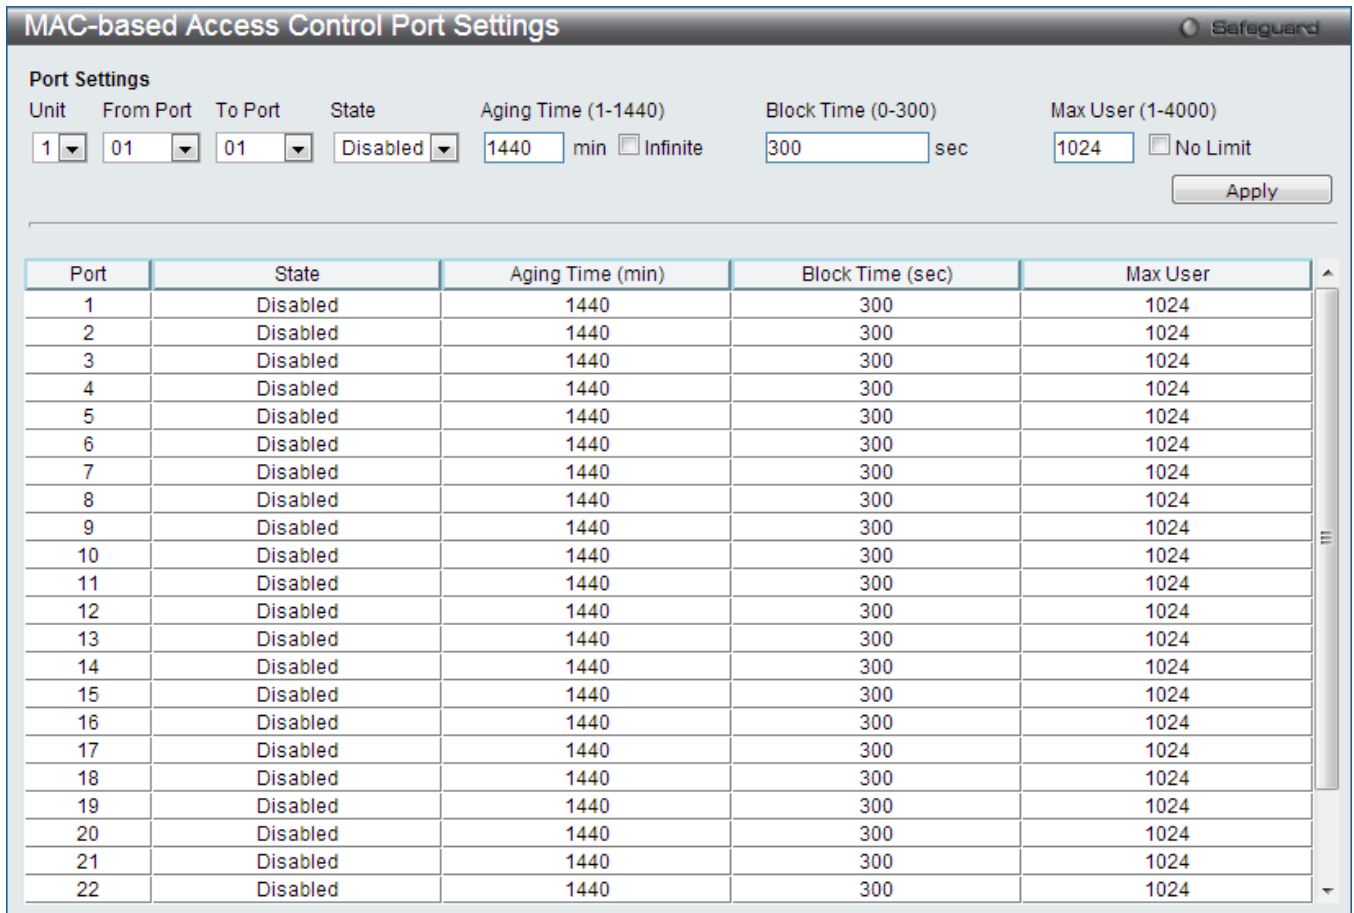 MAC-based Access Control Port Settings
Safeguard
Port Settings
Unit From Port To Port State Aging Time (1-1440) Block Time (0-300) Max User (1-4000)
1 01 01 Disabled 1440 min Infinite 300 sec 1024 No Limit
Apply
Port State Aging Time (min) Block Time (sec) Max User
1 Disabled 1440 300 1024
2 Disabled 1440 300 1024
3 Disabled 1440 300 1024
4 Disabled 1440 300 1024
5 Disabled 1440 300 1024
6 Disabled 1440 300 1024
7 Disabled 1440 300 1024
8 Disabled 1440 300 1024
9 Disabled 1440 300 1024
10 Disabled 1440 300 1024
11 Disabled 1440 300 1024
12 Disabled 1440 300 1024
13 Disabled 1440 300 1024
14 Disabled 1440 300 1024
15 Disabled 1440 300 1024
16 Disabled 1440 300 1024
17 Disabled 1440 300 1024
18 Disabled 1440 300 1024
19 Disabled 1440 300 1024
20 Disabled 1440 300 1024
21 Disabled 1440 300 1024
22 Disabled 1440 300 1024